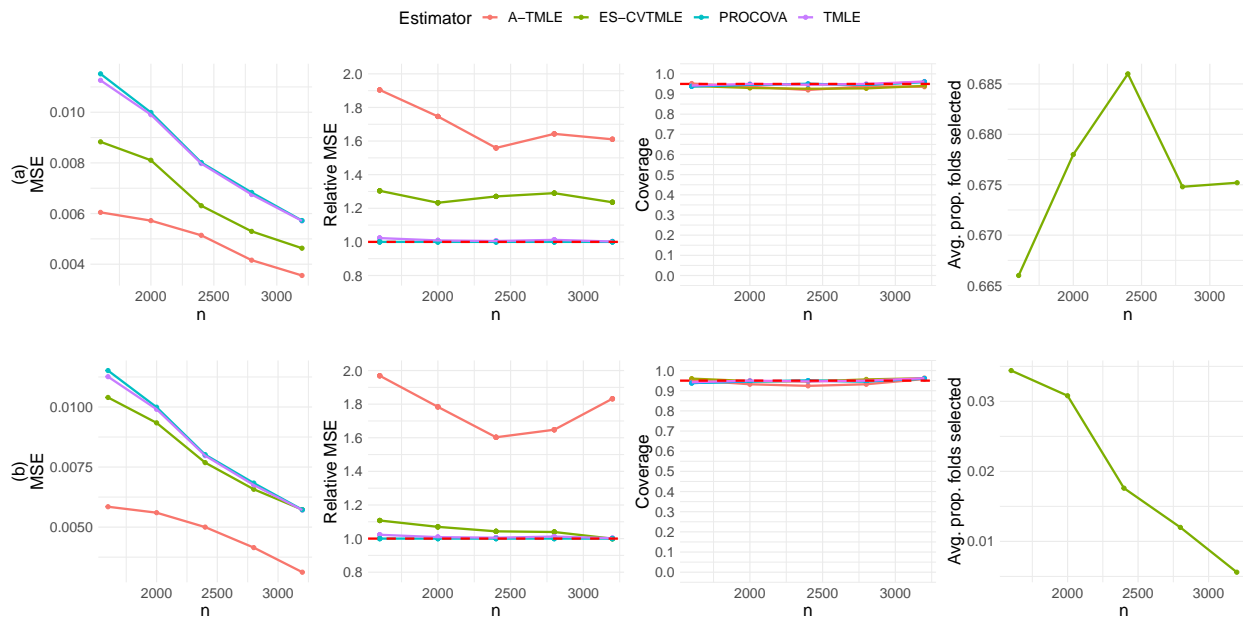 Estimator A−TMLE ES−CVTMLE PROCOVA TMLE
(a)
MSE
0.010
0.008
0.006
0.004
2000 2500 3000
n
Relative MSE
2.0
1.8
1.6
1.4
1.2
1.0
0.8
2000 2500 3000
n
Coverage
1.0
0.9
0.8
0.7
0.6
0.5
0.4
0.3
0.2
0.1
0.0
2000 2500 3000
n
Avg. prop. folds selected
0.685
0.680
0.675
0.670
0.665
2000 2500 3000
n
(b)
MSE
0.0100
0.0075
0.0050
2000 2500 3000
n
Relative MSE
2.0
1.8
1.6
1.4
1.2
1.0
0.8
2000 2500 3000
n
Coverage
1.0
0.9
0.8
0.7
0.6
0.5
0.4
0.3
0.2
0.1
0.0
2000 2500 3000
n
Avg. prop. folds selected
0.03
0.02
0.01
2000 2500 3000
n